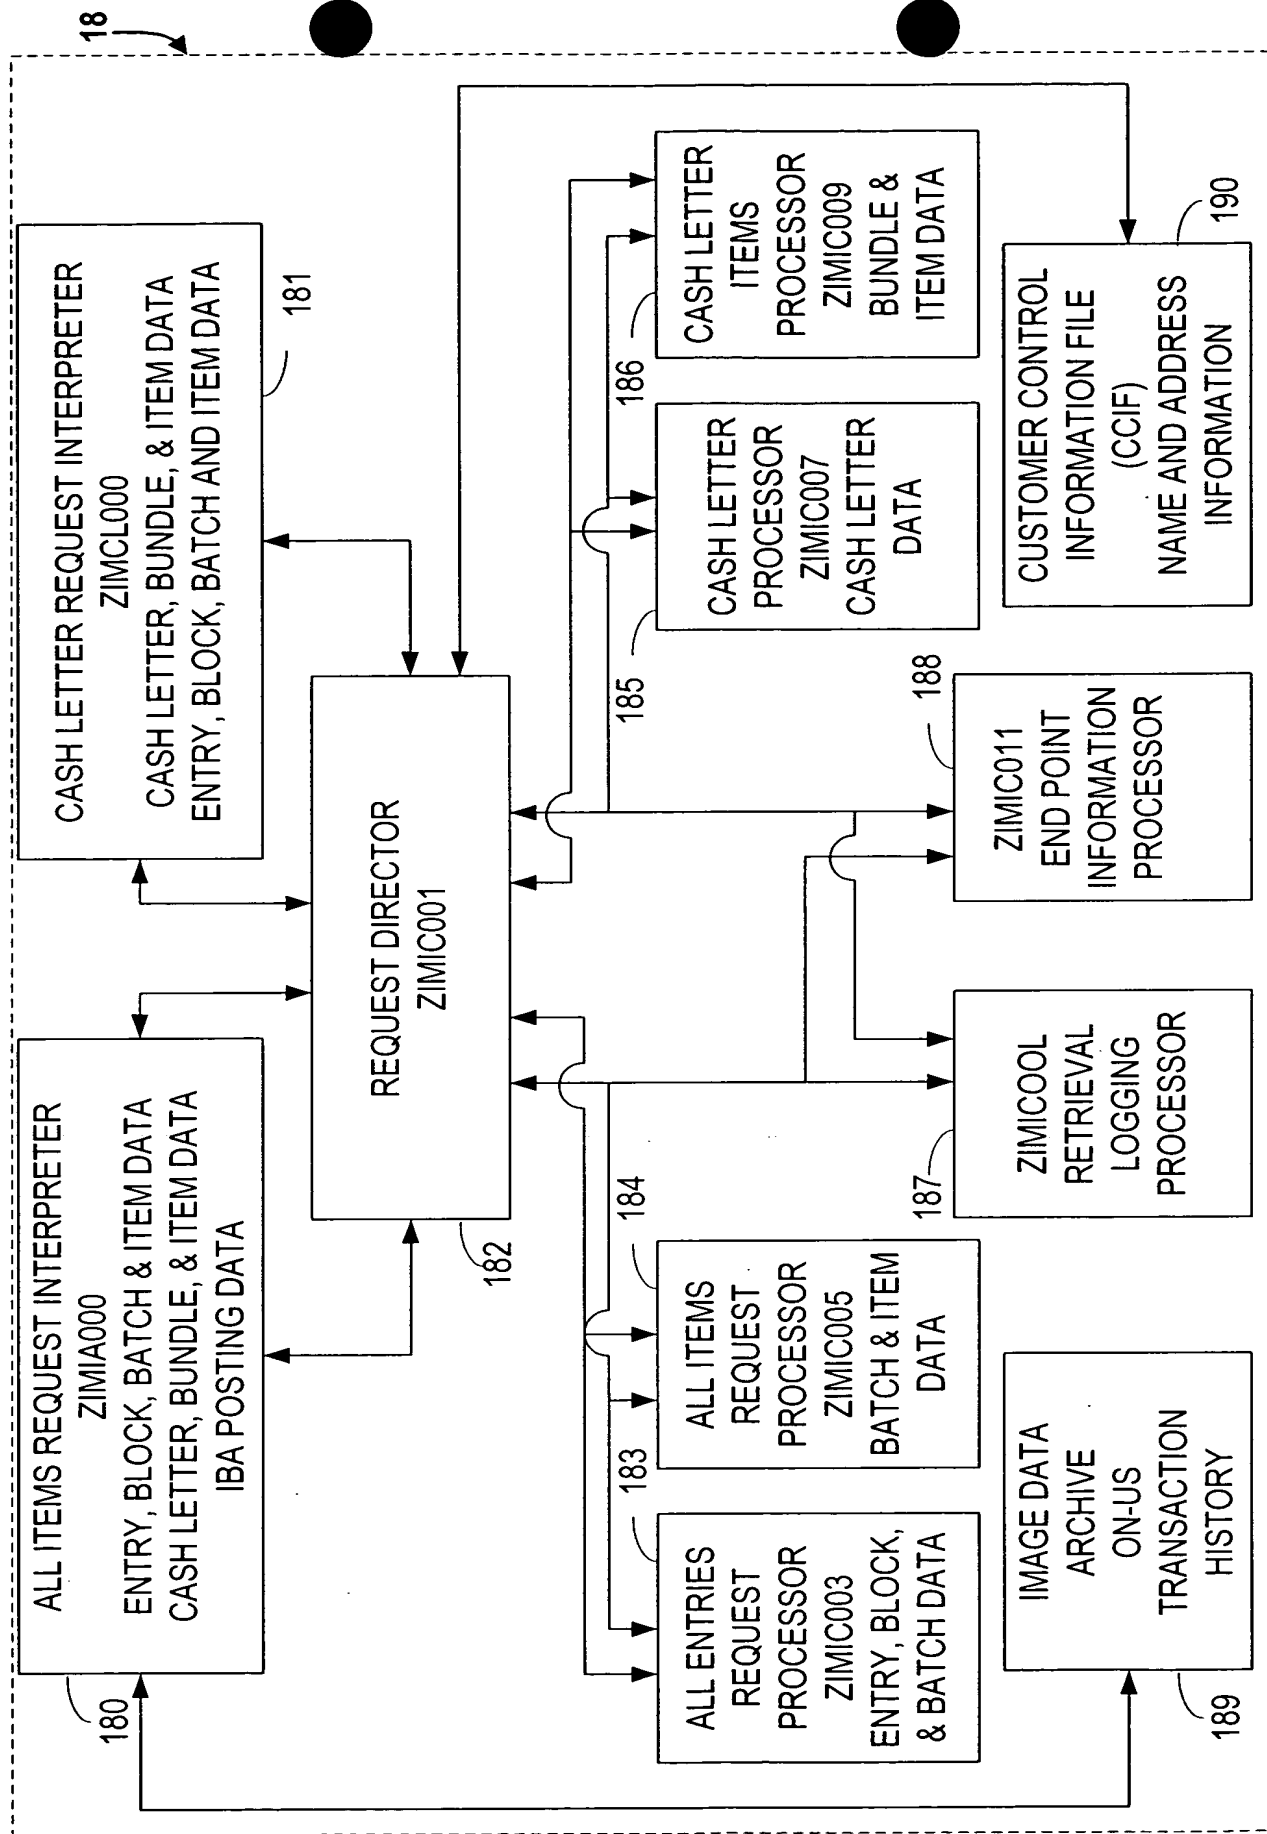 18
ALL ITEMS REQUEST INTERPRETER
ZIMIA000
ENTRY, BLOCK, BATCH & ITEM DATA
CASH LETTER, BUNDLE, & ITEM DATA
IBA POSTING DATA
180
CASH LETTER REQUEST INTERPRETER
ZIMCL000
CASH LETTER, BUNDLE, & ITEM DATA
ENTRY, BLOCK, BATCH AND ITEM DATA
181
REQUEST DIRECTOR
ZIMIC001
182
ALL ENTRIES
REQUEST
PROCESSOR
ZIMIC003
ENTRY, BLOCK,
& BATCH DATA
183
ALL ITEMS
REQUEST
PROCESSOR
ZIMIC005
BATCH & ITEM
DATA
184
CASH LETTER
PROCESSOR
ZIMIC007
CASH LETTER
DATA
185
CASH LETTER
ITEMS
PROCESSOR
ZIMIC009
BUNDLE &
ITEM DATA
186
IMAGE DATA
ARCHIVE
ON-US
TRANSACTION
HISTORY
189
ZIMICOOL
RETRIEVAL
LOGGING
PROCESSOR
187
ZIMIC011
END POINT
INFORMATION
PROCESSOR
188
CUSTOMER CONTROL
INFORMATION FILE
(CCIF)
NAME AND ADDRESS
INFORMATION
190